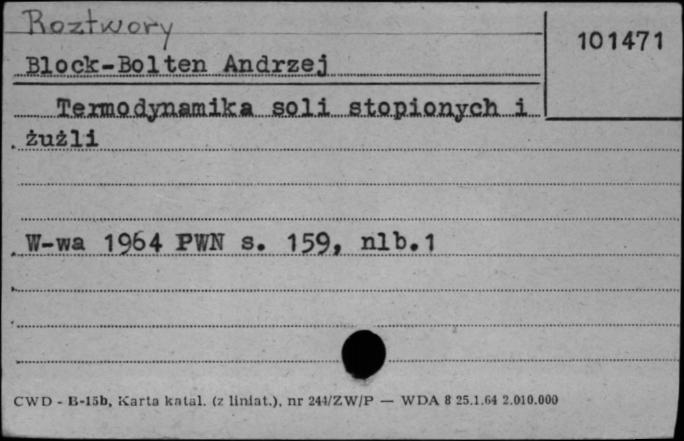 Roztwory
101471
Block-Bolten Andrzej
Termodynamika soli stopionych i
żużli
W-wa 1964 PWN s. 159, nlb.1
CWD - B-15b, Karta katal. (z liniat.), nr 244/ZW/P — WDA 8 25.1.64 2.010.000